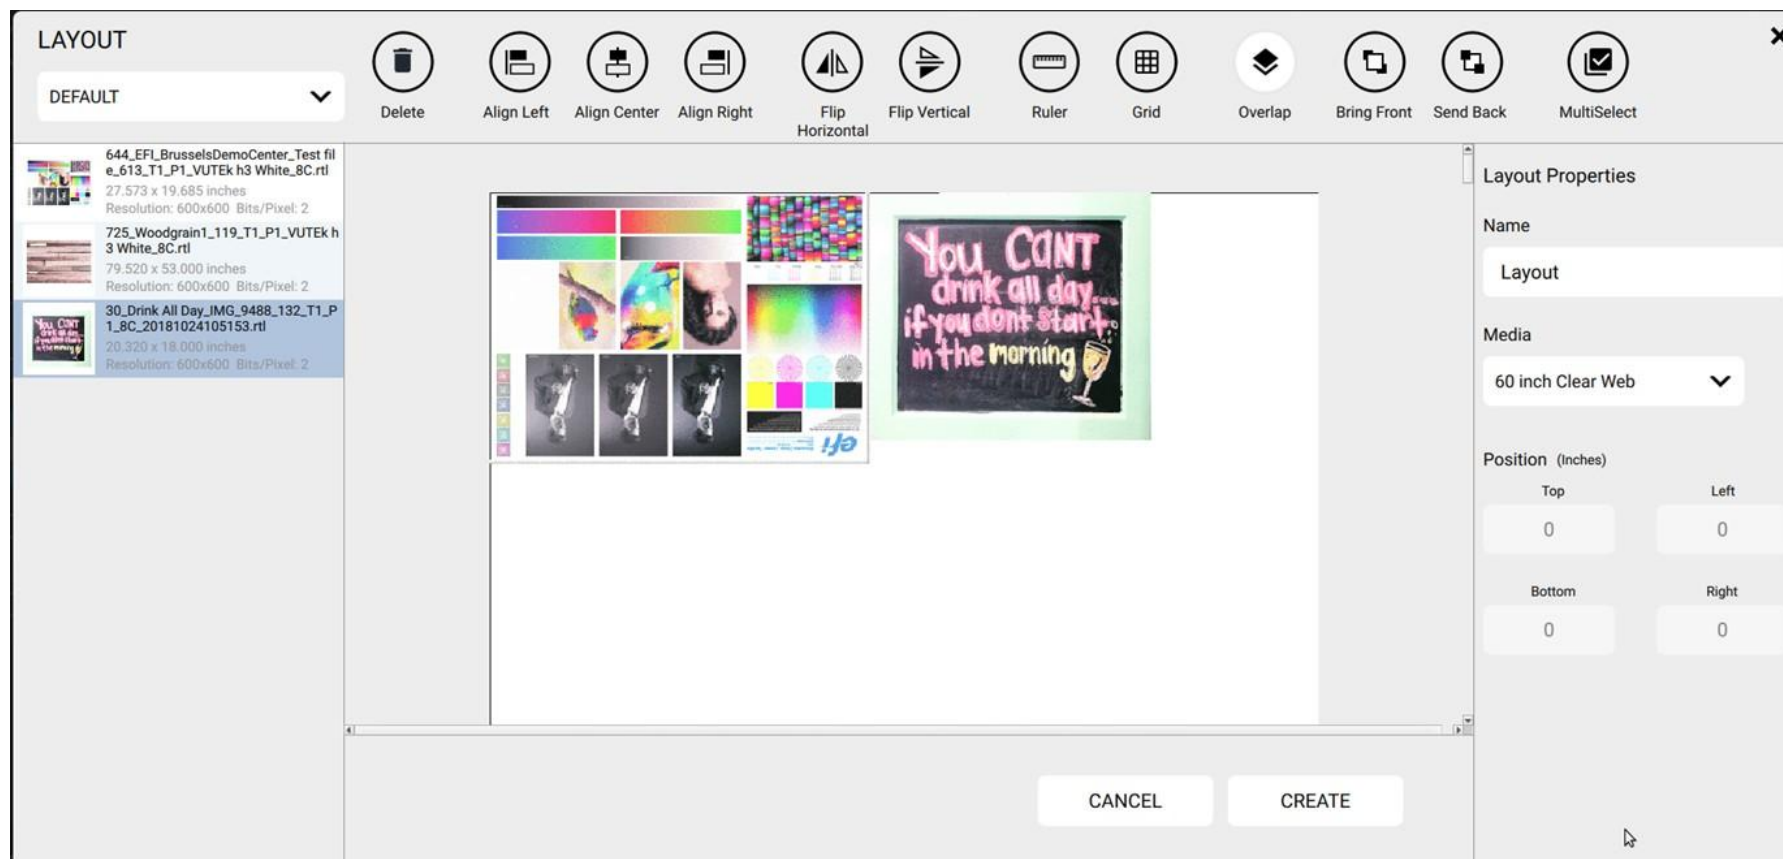 LAYOUT
DEFAULT
Delete
Align Left
Align Center
Align Right
Flip
Horizontal
Flip Vertical
Ruler
Grid
Overlap
Bring Front
Send Back
MultiSelect
644_EFI_BrusselsDemoCenter_Test fil
e_613_T1_P1_VUTEk h3 White_8C.rtl
27.573 x 19.685 inches
Resolution: 600x600 Bits/Pixel: 2
725_Woodgrain1_119_T1_P1_VUTEk h
3 White_8C.rtl
79.520 x 53.000 inches
Resolution: 600x600 Bits/Pixel: 2
30_Drink All Day_IMG_9488_132_T1_P
1_8C_20181024105153.rtl
20.320 x 18.000 inches
Resolution: 600x600 Bits/Pixel: 2
efi
You CANT
drink all day...
if you dont start
in the morning
Layout Properties
Name
Layout
Media
60 inch Clear Web
Position (Inches)
Top
Left
0
0
Bottom
Right
0
0
CANCEL
CREATE